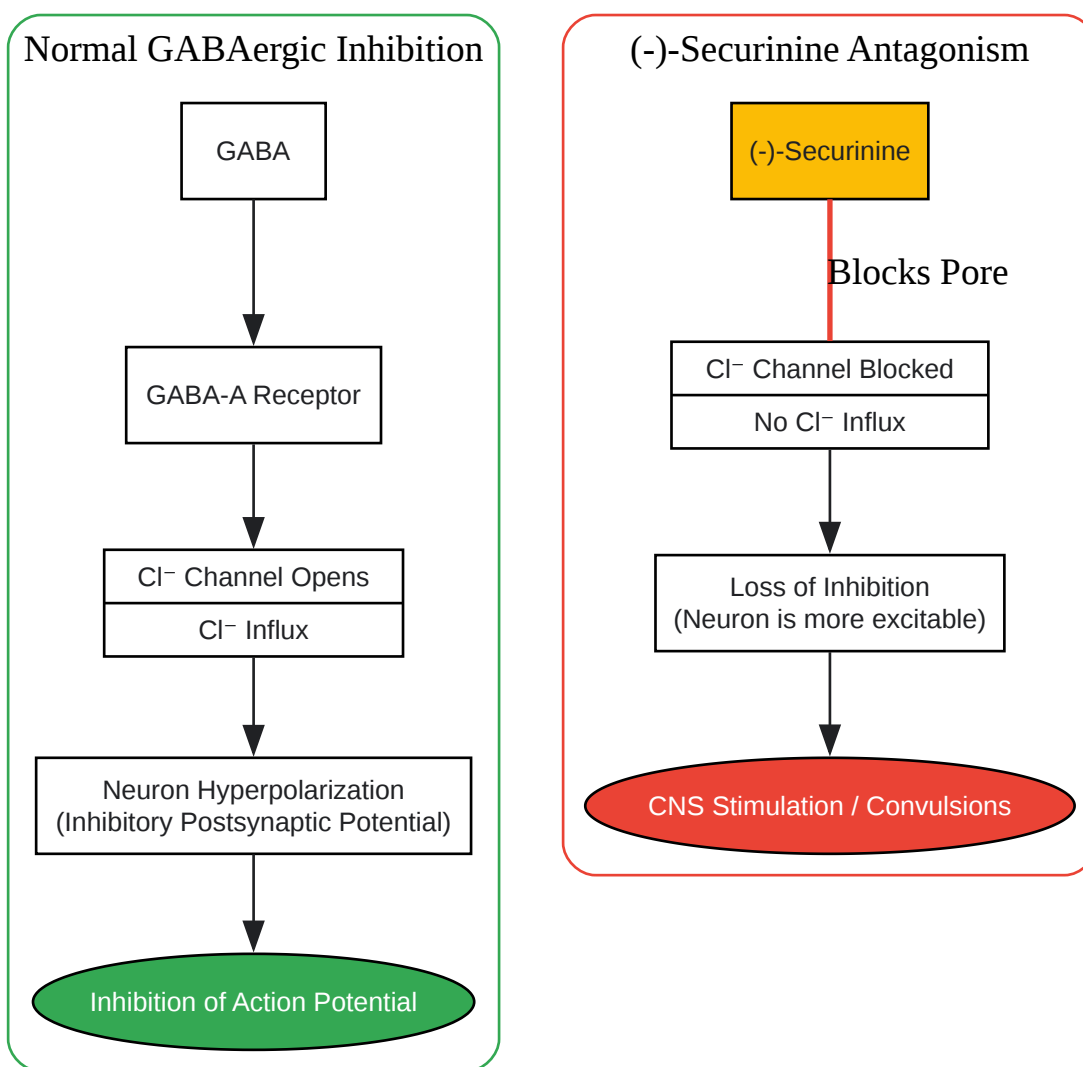 Normal GABAergic Inhibition
GABA
GABA-A Receptor
Cl⁻ Channel Opens
Cl⁻ Influx
Neuron Hyperpolarization
(Inhibitory Postsynaptic Potential)
Inhibition of Action Potential
(-)-Securinine Antagonism
(-)-Securinine
Blocks Pore
Cl⁻ Channel Blocked
No Cl⁻ Influx
Loss of Inhibition
(Neuron is more excitable)
CNS Stimulation / Convulsions